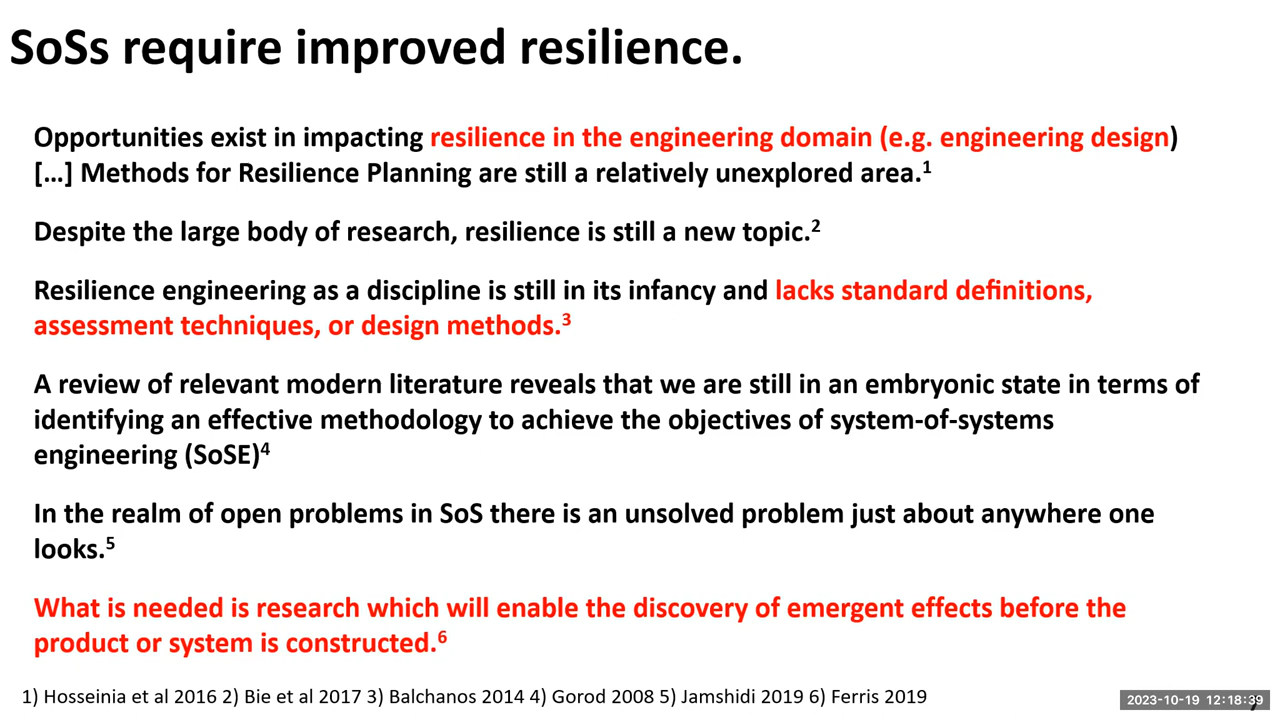 SoSs require improved resilience.
Opportunities exist in impacting resilience in the engineering domain (e.g. engineering design)
[…] Methods for Resilience Planning are still a relatively unexplored area.1
Despite the large body of research, resilience is still a new topic.2
Resilience engineering as a discipline is still in its infancy and lacks standard definitions,
assessment techniques, or design methods.3
A review of relevant modern literature reveals that we are still in an embryonic state in terms of
identifying an effective methodology to achieve the objectives of system-of-systems
engineering (SoSE)4
In the realm of open problems in SoS there is an unsolved problem just about anywhere one
looks.5
What is needed is research which will enable the discovery of emergent effects before the
product or system is constructed.6
1) Hosseinia et al 2016 2) Bie et al 2017 3) Balchanos 2014 4) Gorod 2008 5) Jamshidi 2019 6) Ferris 2019
2023-10-19 12:18:39